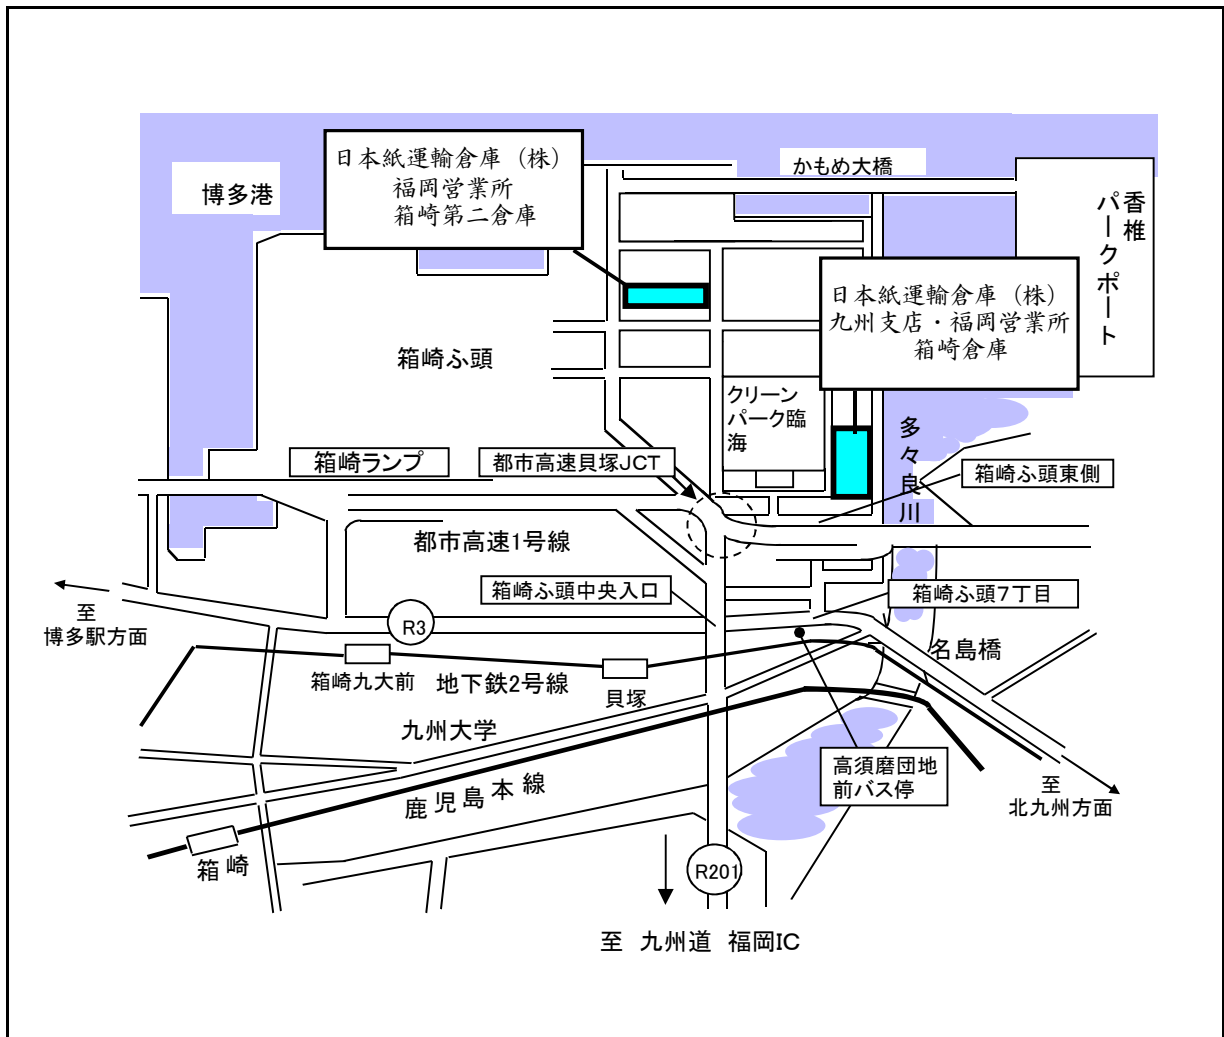 日本紙運輸倉庫（株）
福岡営業所
箱崎第二倉庫
かもめ大橋
博多港
香椎
パークポート
日本紙運輸倉庫（株）
九州支店・福岡営業所
箱崎倉庫
箱崎ふ頭
クリーン
パーク臨
海
多々良川
箱崎ランプ
都市高速貝塚JCT
箱崎ふ頭東側
都市高速1号線
箱崎ふ頭中央入口
箱崎ふ頭7丁目
至
博多駅方面
R3
名島橋
箱崎九大前
地下鉄2号線
貝塚
九州大学
高須磨団地
前バス停
鹿児島本線
至
北九州方面
箱崎
R201
至 九州道 福岡IC